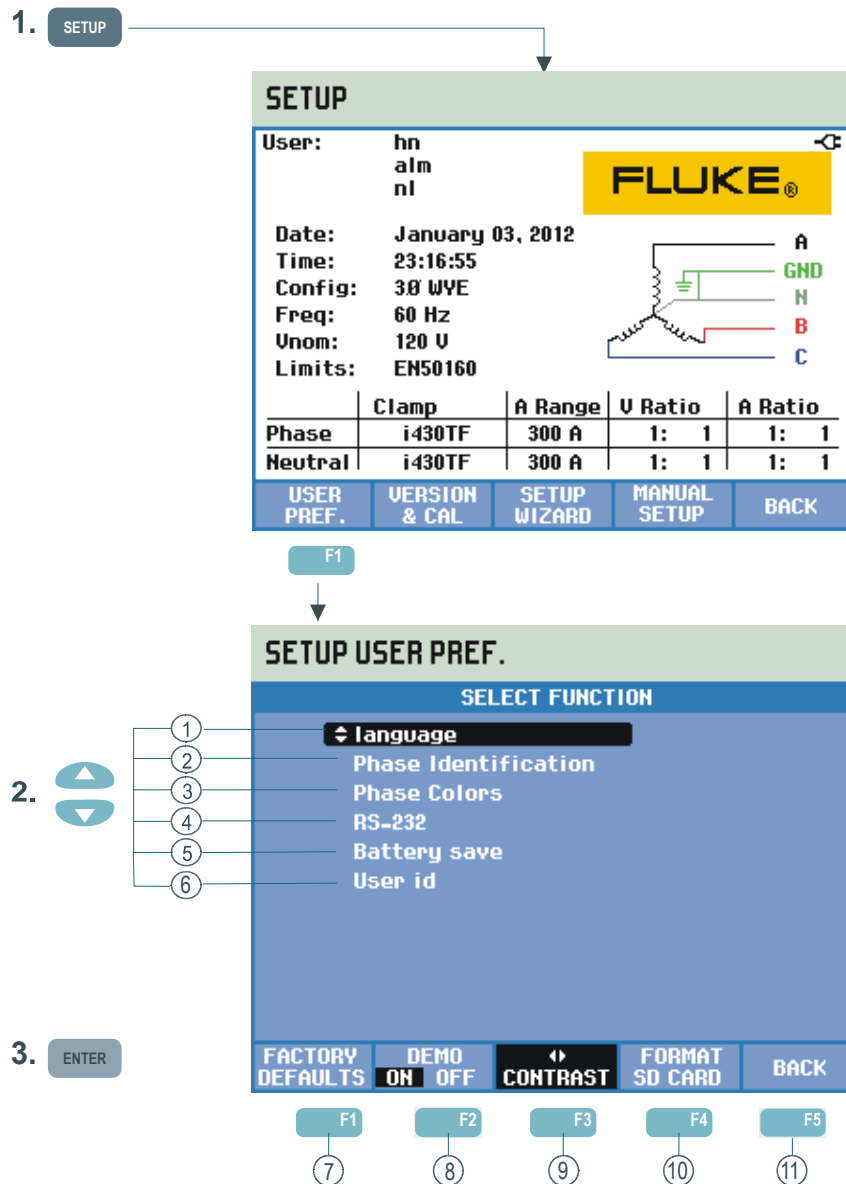 1. SETUP
SETUP
User: hn
alm
nl
FLUKE®
Date: January 03, 2012
Time: 23:16:55
Config: 3Ø WYE
Freq: 60 Hz
Vnom: 120 V
Limits: EN50160
A
GND
N
B
C
Clamp A Range V Ratio A Ratio
Phase i430TF 300 A 1: 1 1: 1
Neutral i430TF 300 A 1: 1 1: 1
USER PREF. VERSION & CAL SETUP WIZARD MANUAL SETUP BACK
F1
SETUP USER PREF.
SELECT FUNCTION
1 language
2 Phase Identification
3 Phase Colors
2.
4 RS-232
5 Battery save
6 User id
3. ENTER
FACTORY DEFAULTS DEMO ON OFF CONTRAST FORMAT SD CARD BACK
F1 F2 F3 F4 F5
7 8 9 10 11